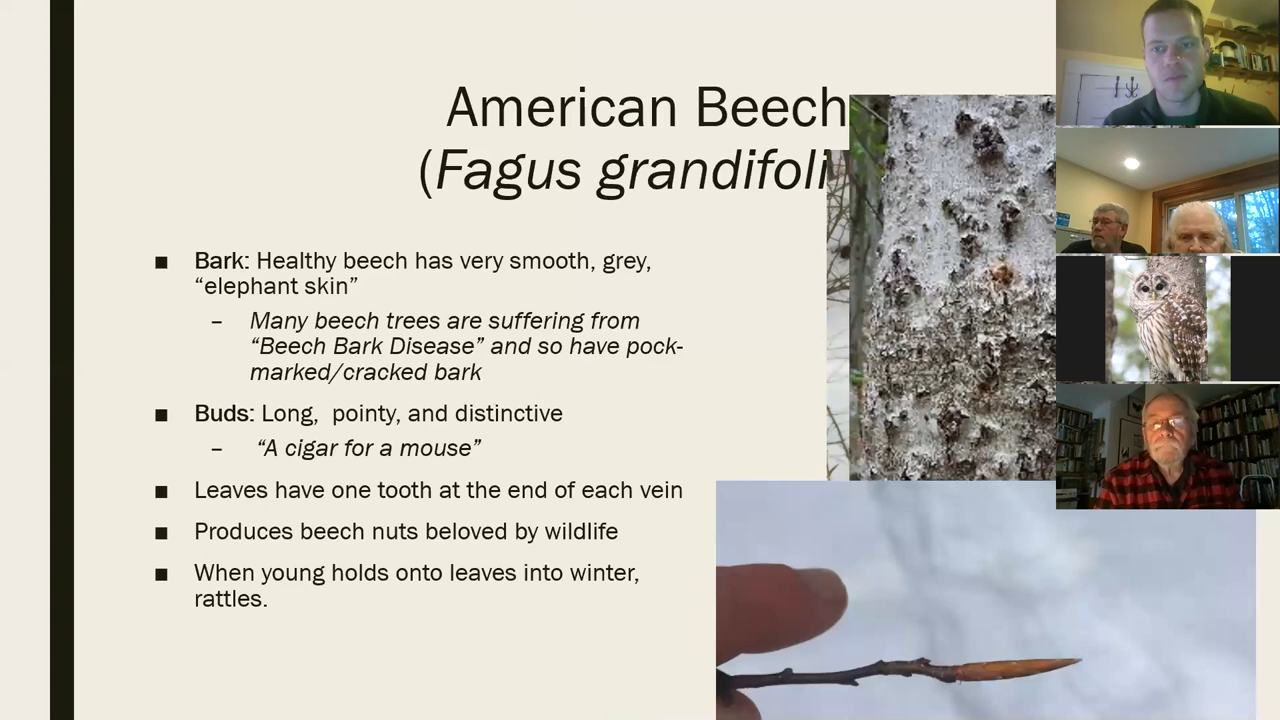 American Beech
(Fagus grandifoli
▪ Bark: Healthy beech has very smooth, grey,
“elephant skin”
– Many beech trees are suffering from
“Beech Bark Disease” and so have pock-
marked/cracked bark
▪ Buds: Long, pointy, and distinctive
– “A cigar for a mouse”
▪ Leaves have one tooth at the end of each vein
▪ Produces beech nuts beloved by wildlife
▪ When young holds onto leaves into winter,
rattles.